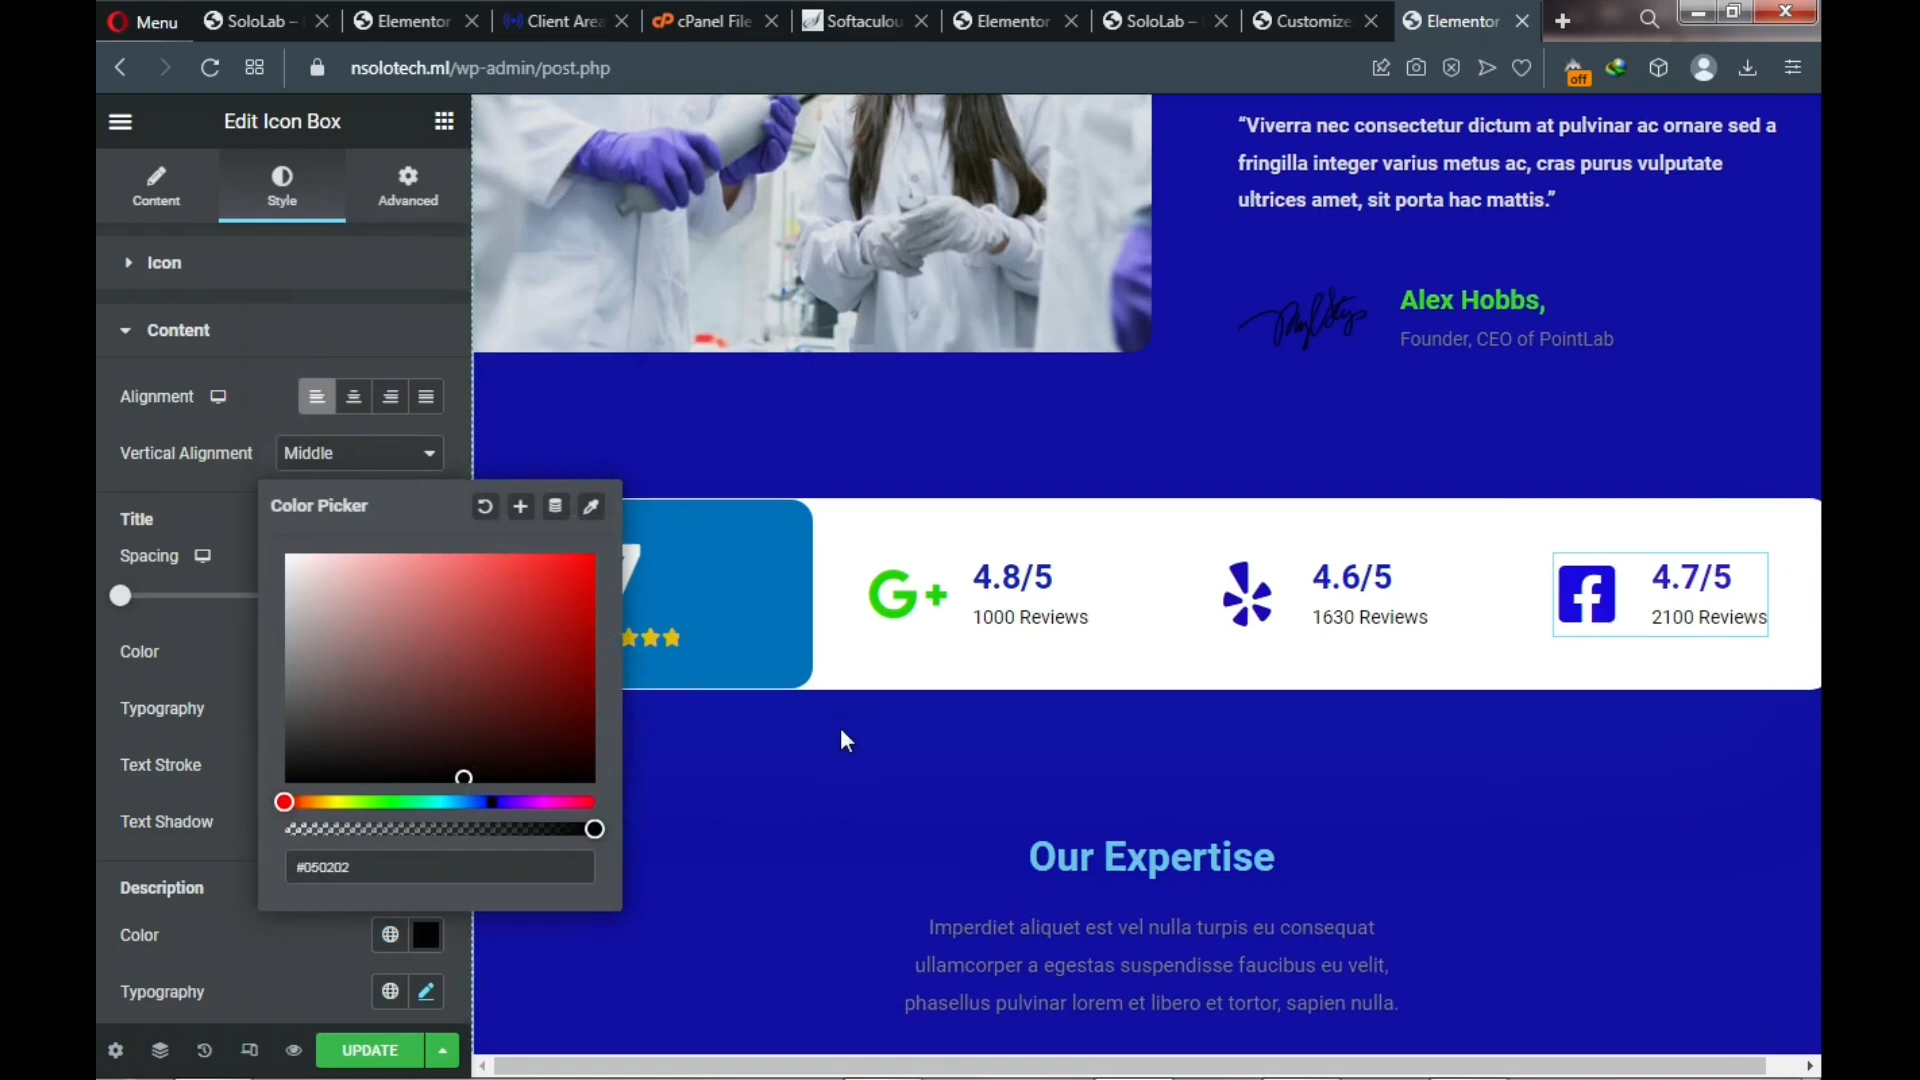 Menu
SoloLab –
Elementor
Client Area
cPanel File
Softaculou
Elementor
SoloLab –
Customize
Elementor
nsolotech.ml/wp-admin/post.php
off
Edit Icon Box
Content
Style
Advanced
Icon
Content
Alignment
Vertical Alignment
Middle
Title
Spacing
Color
Typography
Text Stroke
Text Shadow
Description
Color
Typography
UPDATE
Color Picker
#050202
“Viverra nec consectetur dictum at pulvinar ac ornare sed a
fringilla integer varius metus ac, cras purus vulputate
ultrices amet, sit porta hac mattis.”
Alex Hobbs,
Founder, CEO of PointLab
4.8/5
1000 Reviews
4.6/5
1630 Reviews
4.7/5
2100 Reviews
Our Expertise
Imperdiet aliquet est vel nulla turpis eu consequat
ullamcorper a egestas suspendisse faucibus eu velit,
phasellus pulvinar lorem et libero et tortor, sapien nulla.